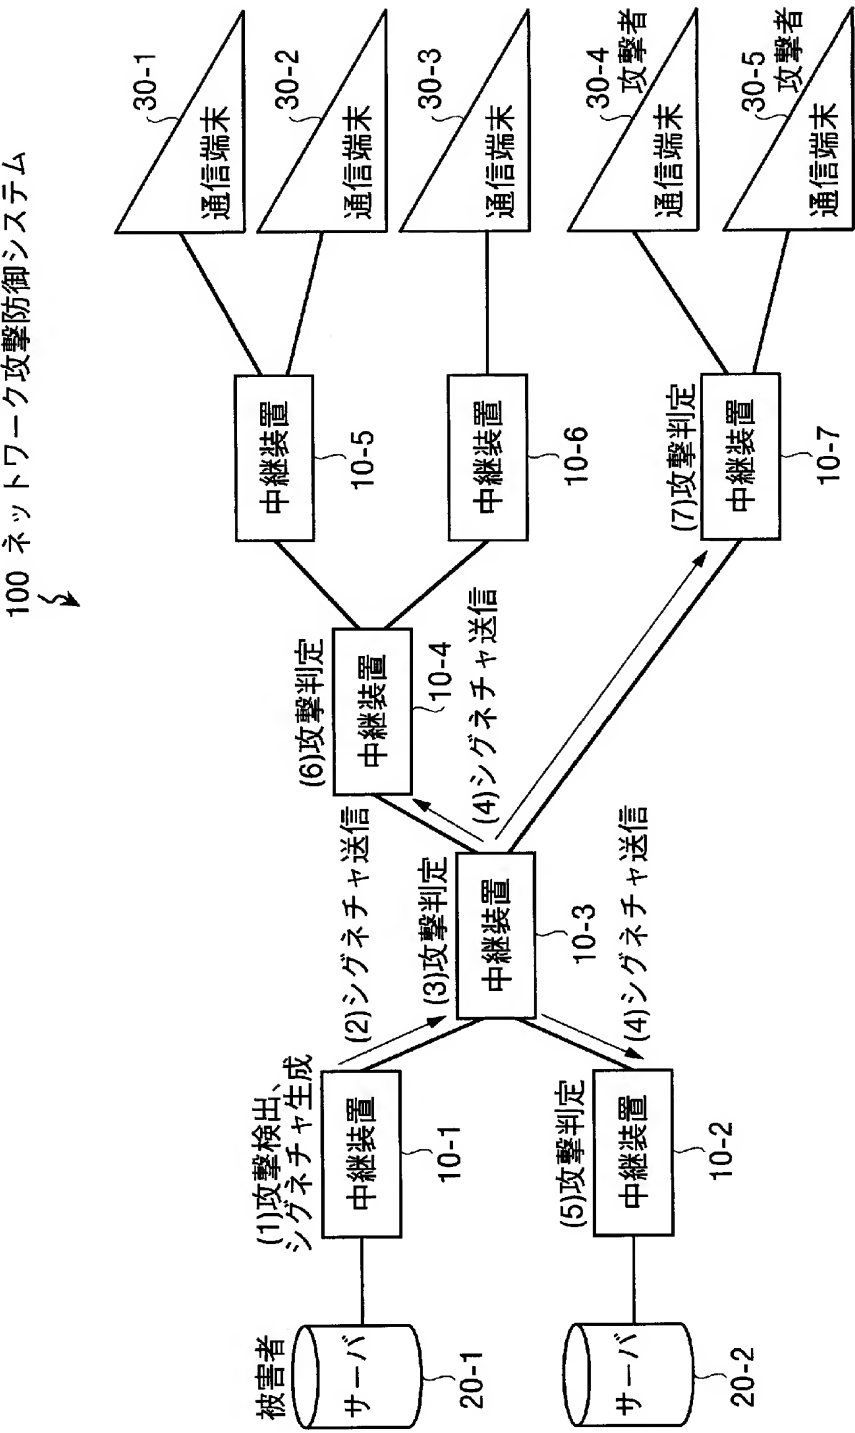 100 ネットワーク攻撃防御システム
被害者
サーバ
20-1
サーバ
20-2
(1)攻撃検出、
シグネチャ生成
中継装置
10-1
(5)攻撃判定
中継装置
10-2
(2)シグネチャ送信
(3)攻撃判定
中継装置
10-3
(4)シグネチャ送信
(6)攻撃判定
中継装置
10-4
(4)シグネチャ送信
中継装置
10-5
中継装置
10-6
(7)攻撃判定
中継装置
10-7
30-1
通信端末
30-2
通信端末
30-3
通信端末
30-4
攻撃者
通信端末
30-5
攻撃者
通信端末